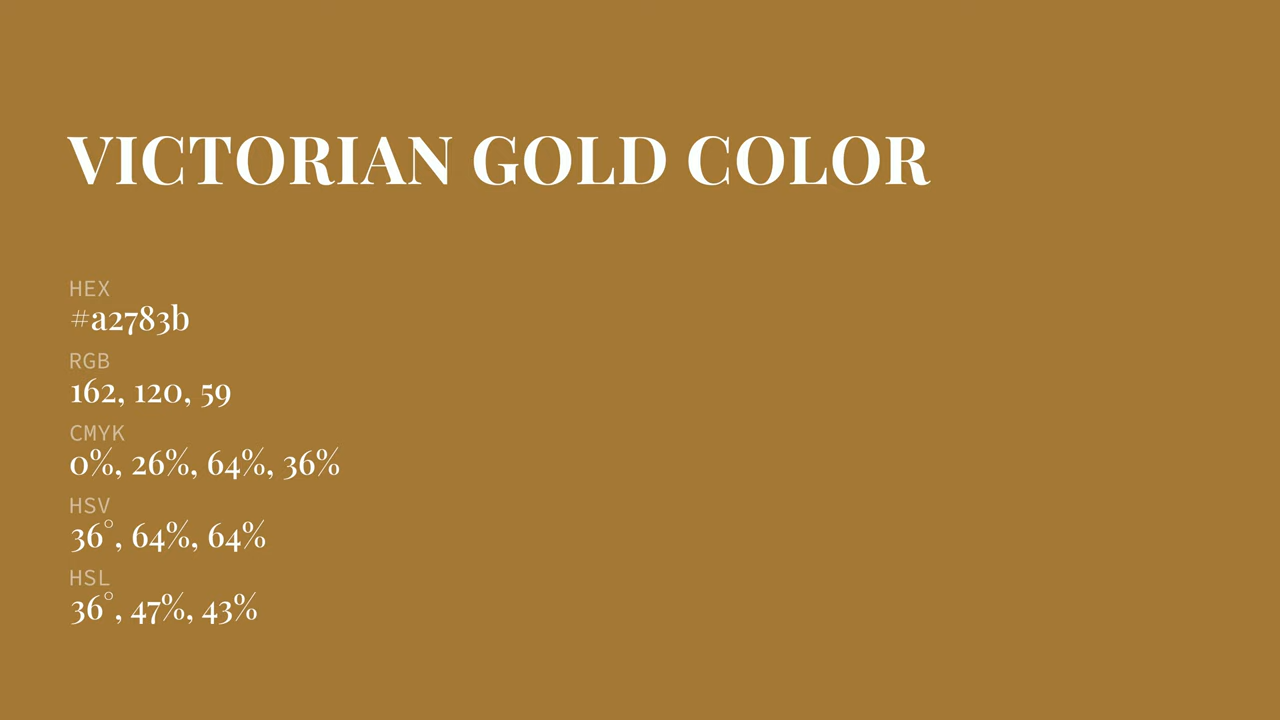 VICTORIAN GOLD COLOR
HEX
#a2783b
RGB
162, 120, 59
CMYK
0%, 26%, 64%, 36%
HSV
36°, 64%, 64%
HSL
36°, 47%, 43%